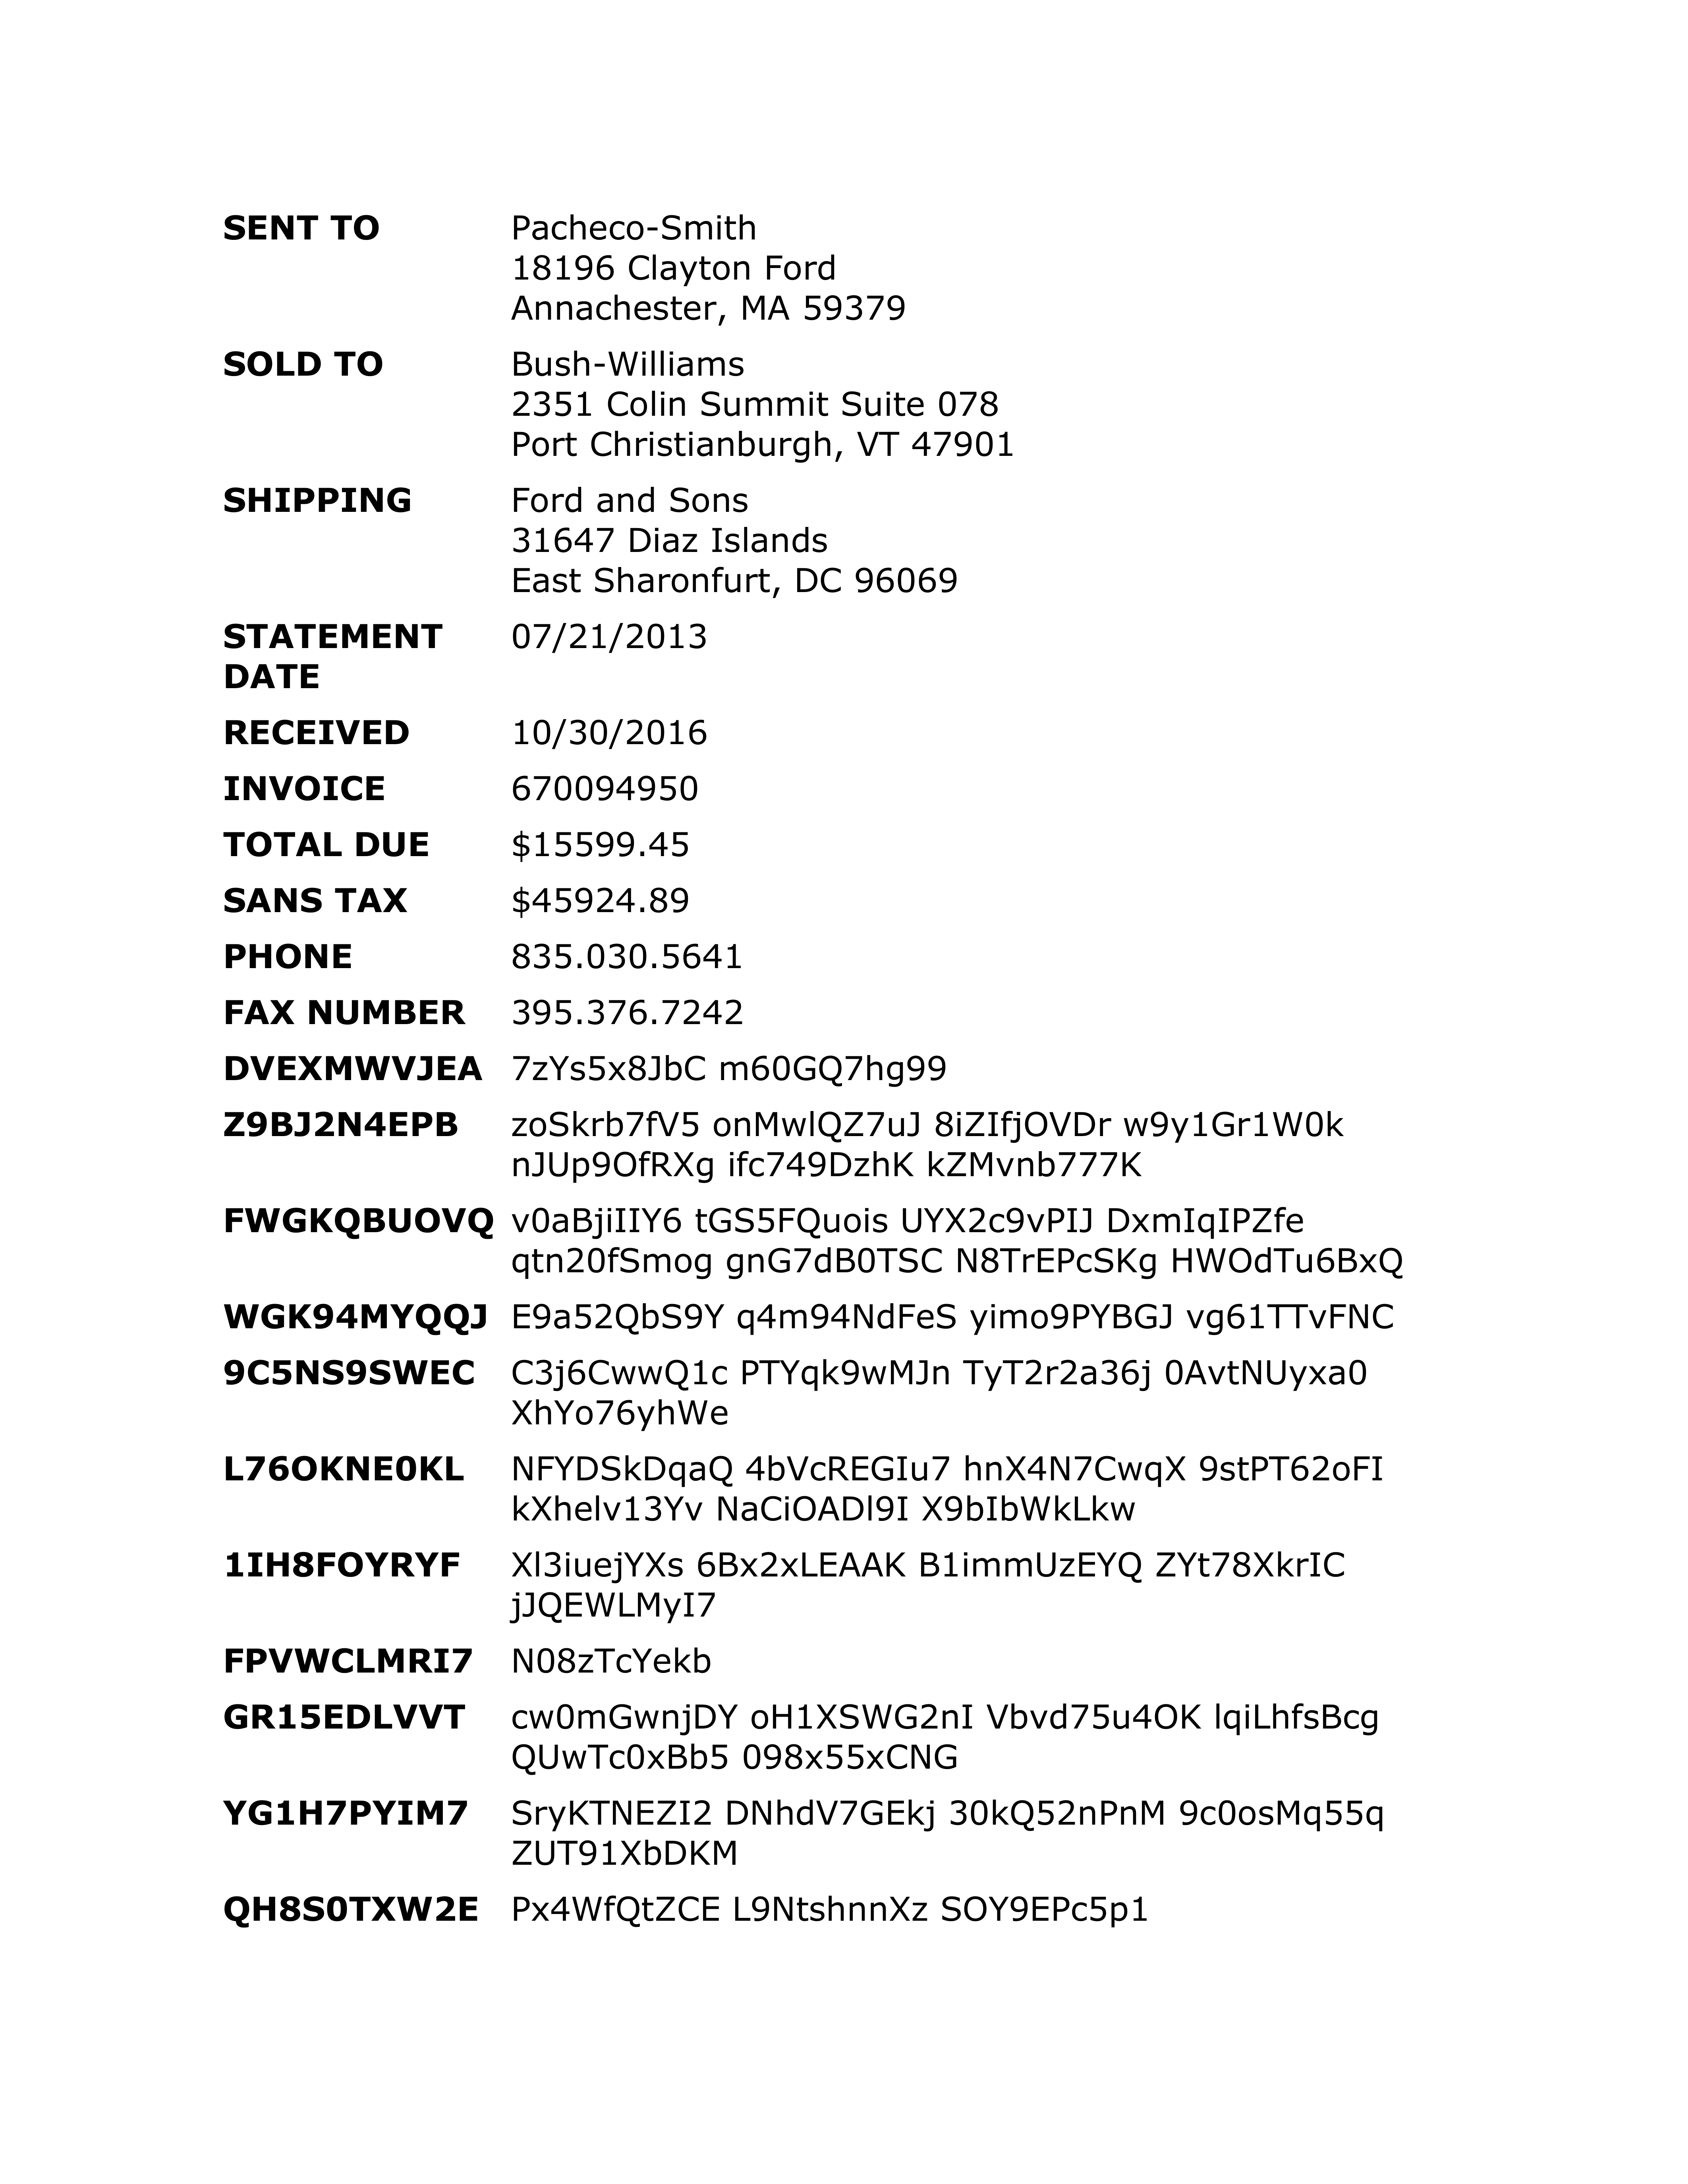 SENT TO Pacheco-Smith
18196 Clayton Ford
Annachester, MA 59379
SOLD TO Bush-Williams
2351 Colin Summit Suite 078
Port Christianburgh, VT 47901
SHIPPING Ford and Sons
31647 Diaz Islands
East Sharonfurt, DC 96069
STATEMENT 07/21/2013
DATE
RECEIVED 10/30/2016
INVOICE 670094950
TOTAL DUE $15599.45
SANS TAX $45924.89
PHONE 835.030.5641
FAX NUMBER 395.376.7242
DVEXMWVJEA 7zYs5x8JbC m60GQ7hg99
Z9BJ2N4EPB zoSkrb7fV5 onMwlQZ7uJ 8iZIfjOVDr w9y1Gr1W0k
nJUp9OfRXg ifc749DzhK kZMvnb777K
FWGKQBUOVQ v0aBjiIIY6 tGS5FQuois UYX2c9vPIJ DxmIqIPZfe
qtn20fSmog gnG7dB0TSC N8TrEPcSKg HWOdTu6BxQ
WGK94MYQQJ E9a52QbS9Y q4m94NdFeS yimo9PYBGJ vg61TTvFNC
9C5NS9SWEC C3j6CwwQ1c PTYqk9wMJn TyT2r2a36j 0AvtNUyxa0
XhYo76yhWe
L76OKNE0KL NFYDSkDqaQ 4bVcREGIu7 hnX4N7CwqX 9stPT62oFI
kXhelv13Yv NaCiOADl9I X9bIbWkLkw
1IH8FOYRYF Xl3iuejYXs 6Bx2xLEAAK B1immUzEYQ ZYt78XkrIC
jJQEWLMyI7
FPVWCLMRI7 N08zTcYekb
GR15EDLVVT cw0mGwnjDY oH1XSWG2nI Vbvd75u4OK lqiLhfsBcg
QUwTc0xBb5 098x55xCNG
YG1H7PYIM7 SryKTNEZI2 DNhdV7GEkj 30kQ52nPnM 9c0osMq55q
ZUT91XbDKM
QH8S0TXW2E Px4WfQtZCE L9NtshnnXz SOY9EPc5p1